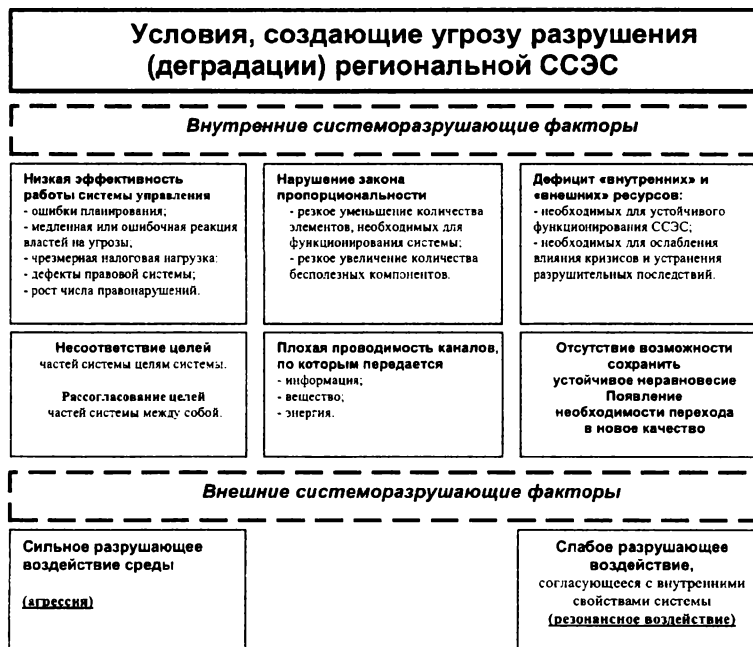 Условия, создающие угрозу разрушения
(деградации) региональной ССЭС
Внутренние системоразрушающие факторы
Низкая эффективность
работы системы управления
- ошибки планирования;
- медленная или ошибочная реакция
властей на угрозы;
- чрезмерная налоговая нагрузка:
- дефекты правовой системы;
- рост числа правонарушений.
Нарушение закона
пропорциональности
- резкое уменьшение количества
элементов, необходимых для
функционирования системы;
- резкое увеличение количества
бесполезных компонентов.
Дефицит «внутренних» и
«внешних» ресурсов:
- необходимых для устойчивого
функционирования ССЭС;
- необходимых для ослабления
влияния кризисов и устранения
разрушительных последствий.
Несоответствие целей
частей системы целям системы.
Рассогласование целей
частей системы между собой.
Плохая проводимость каналов,
по которым передается
- информация;
- вещество;
- энергия.
Отсутствие возможности
сохранить
устойчивое неравновесие
Появление
необходимости перехода
в новое качество
Внешние системоразрушающие факторы
Сильное разрушающее
воздействие среды
(агрессия)
Слабое разрушающее
воздействие,
согласующееся с внутренними
свойствами системы
(резонансное воздействие)